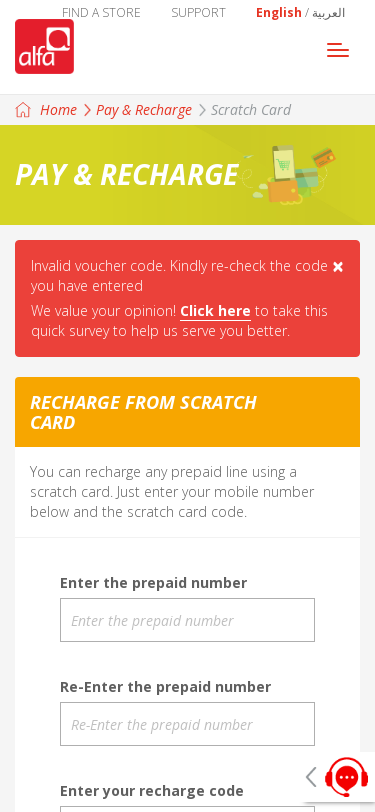 FIND A STORE SUPPORT English / العربية
alfa
Home Pay & Recharge Scratch Card
PAY & RECHARGE
Invalid voucher code. Kindly re-check the code ×
you have entered
We value your opinion! Click here to take this
quick survey to help us serve you better.
RECHARGE FROM SCRATCH
CARD
You can recharge any prepaid line using a
scratch card. Just enter your mobile number
below and the scratch card code.
Enter the prepaid number
Enter the prepaid number
Re-Enter the prepaid number
Re-Enter the prepaid number
Enter your recharge code